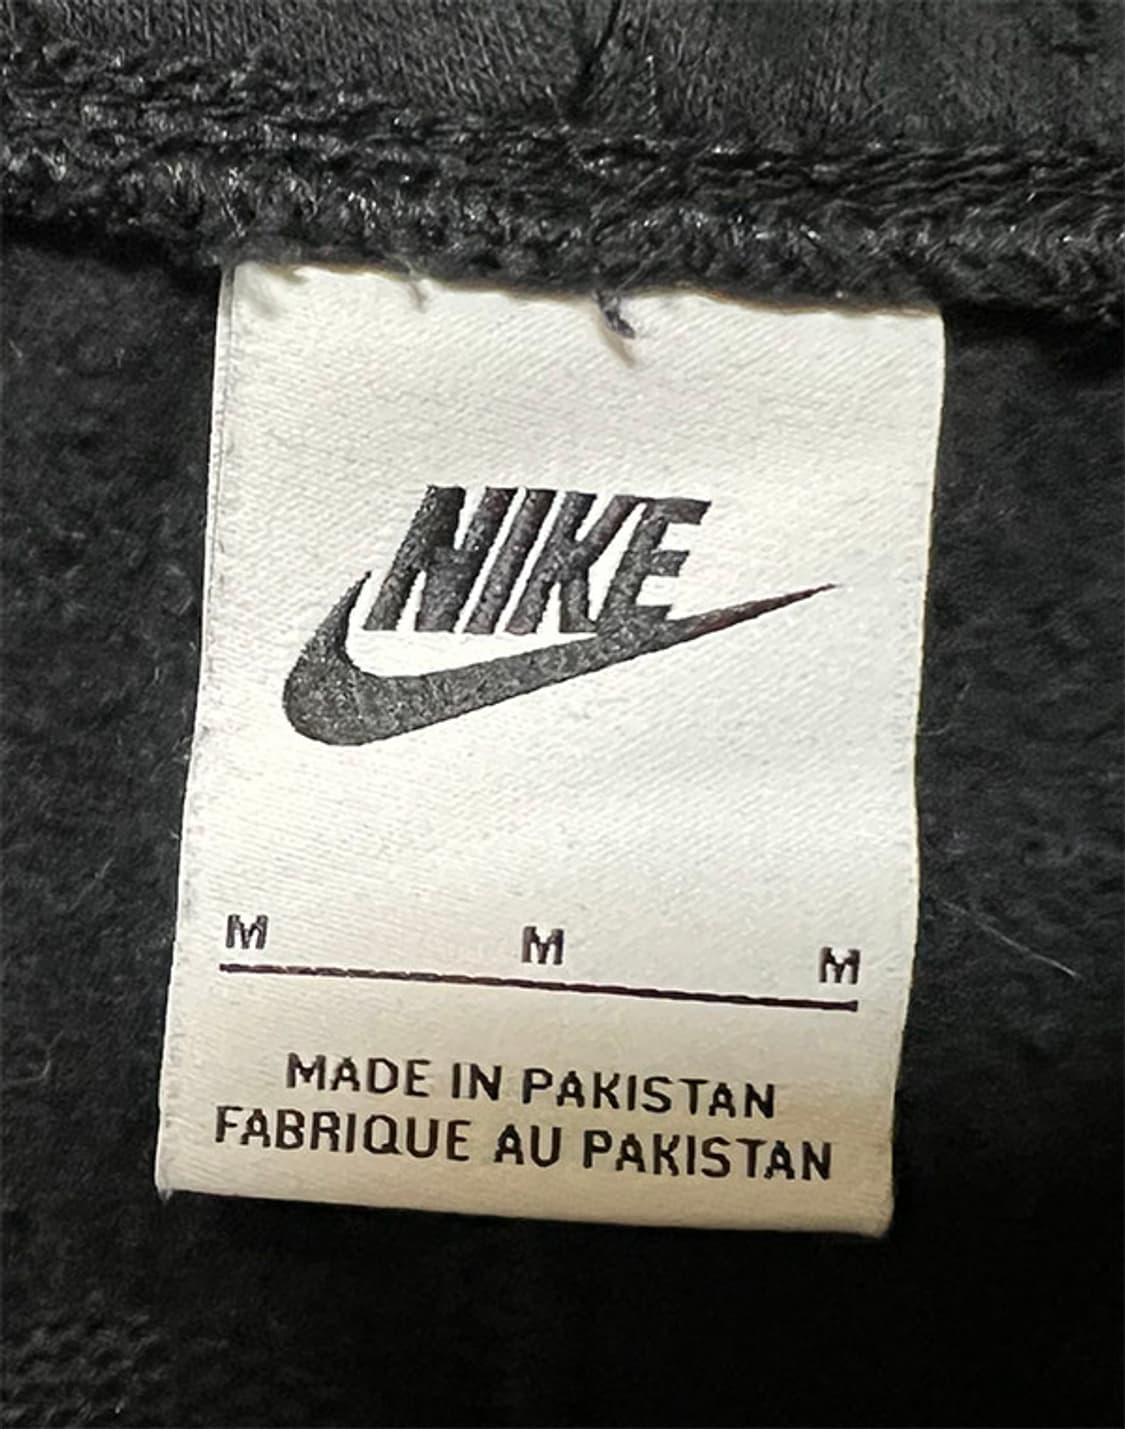 NIKE
M M M
MADE IN PAKISTAN
FABRIQUE AU PAKISTAN